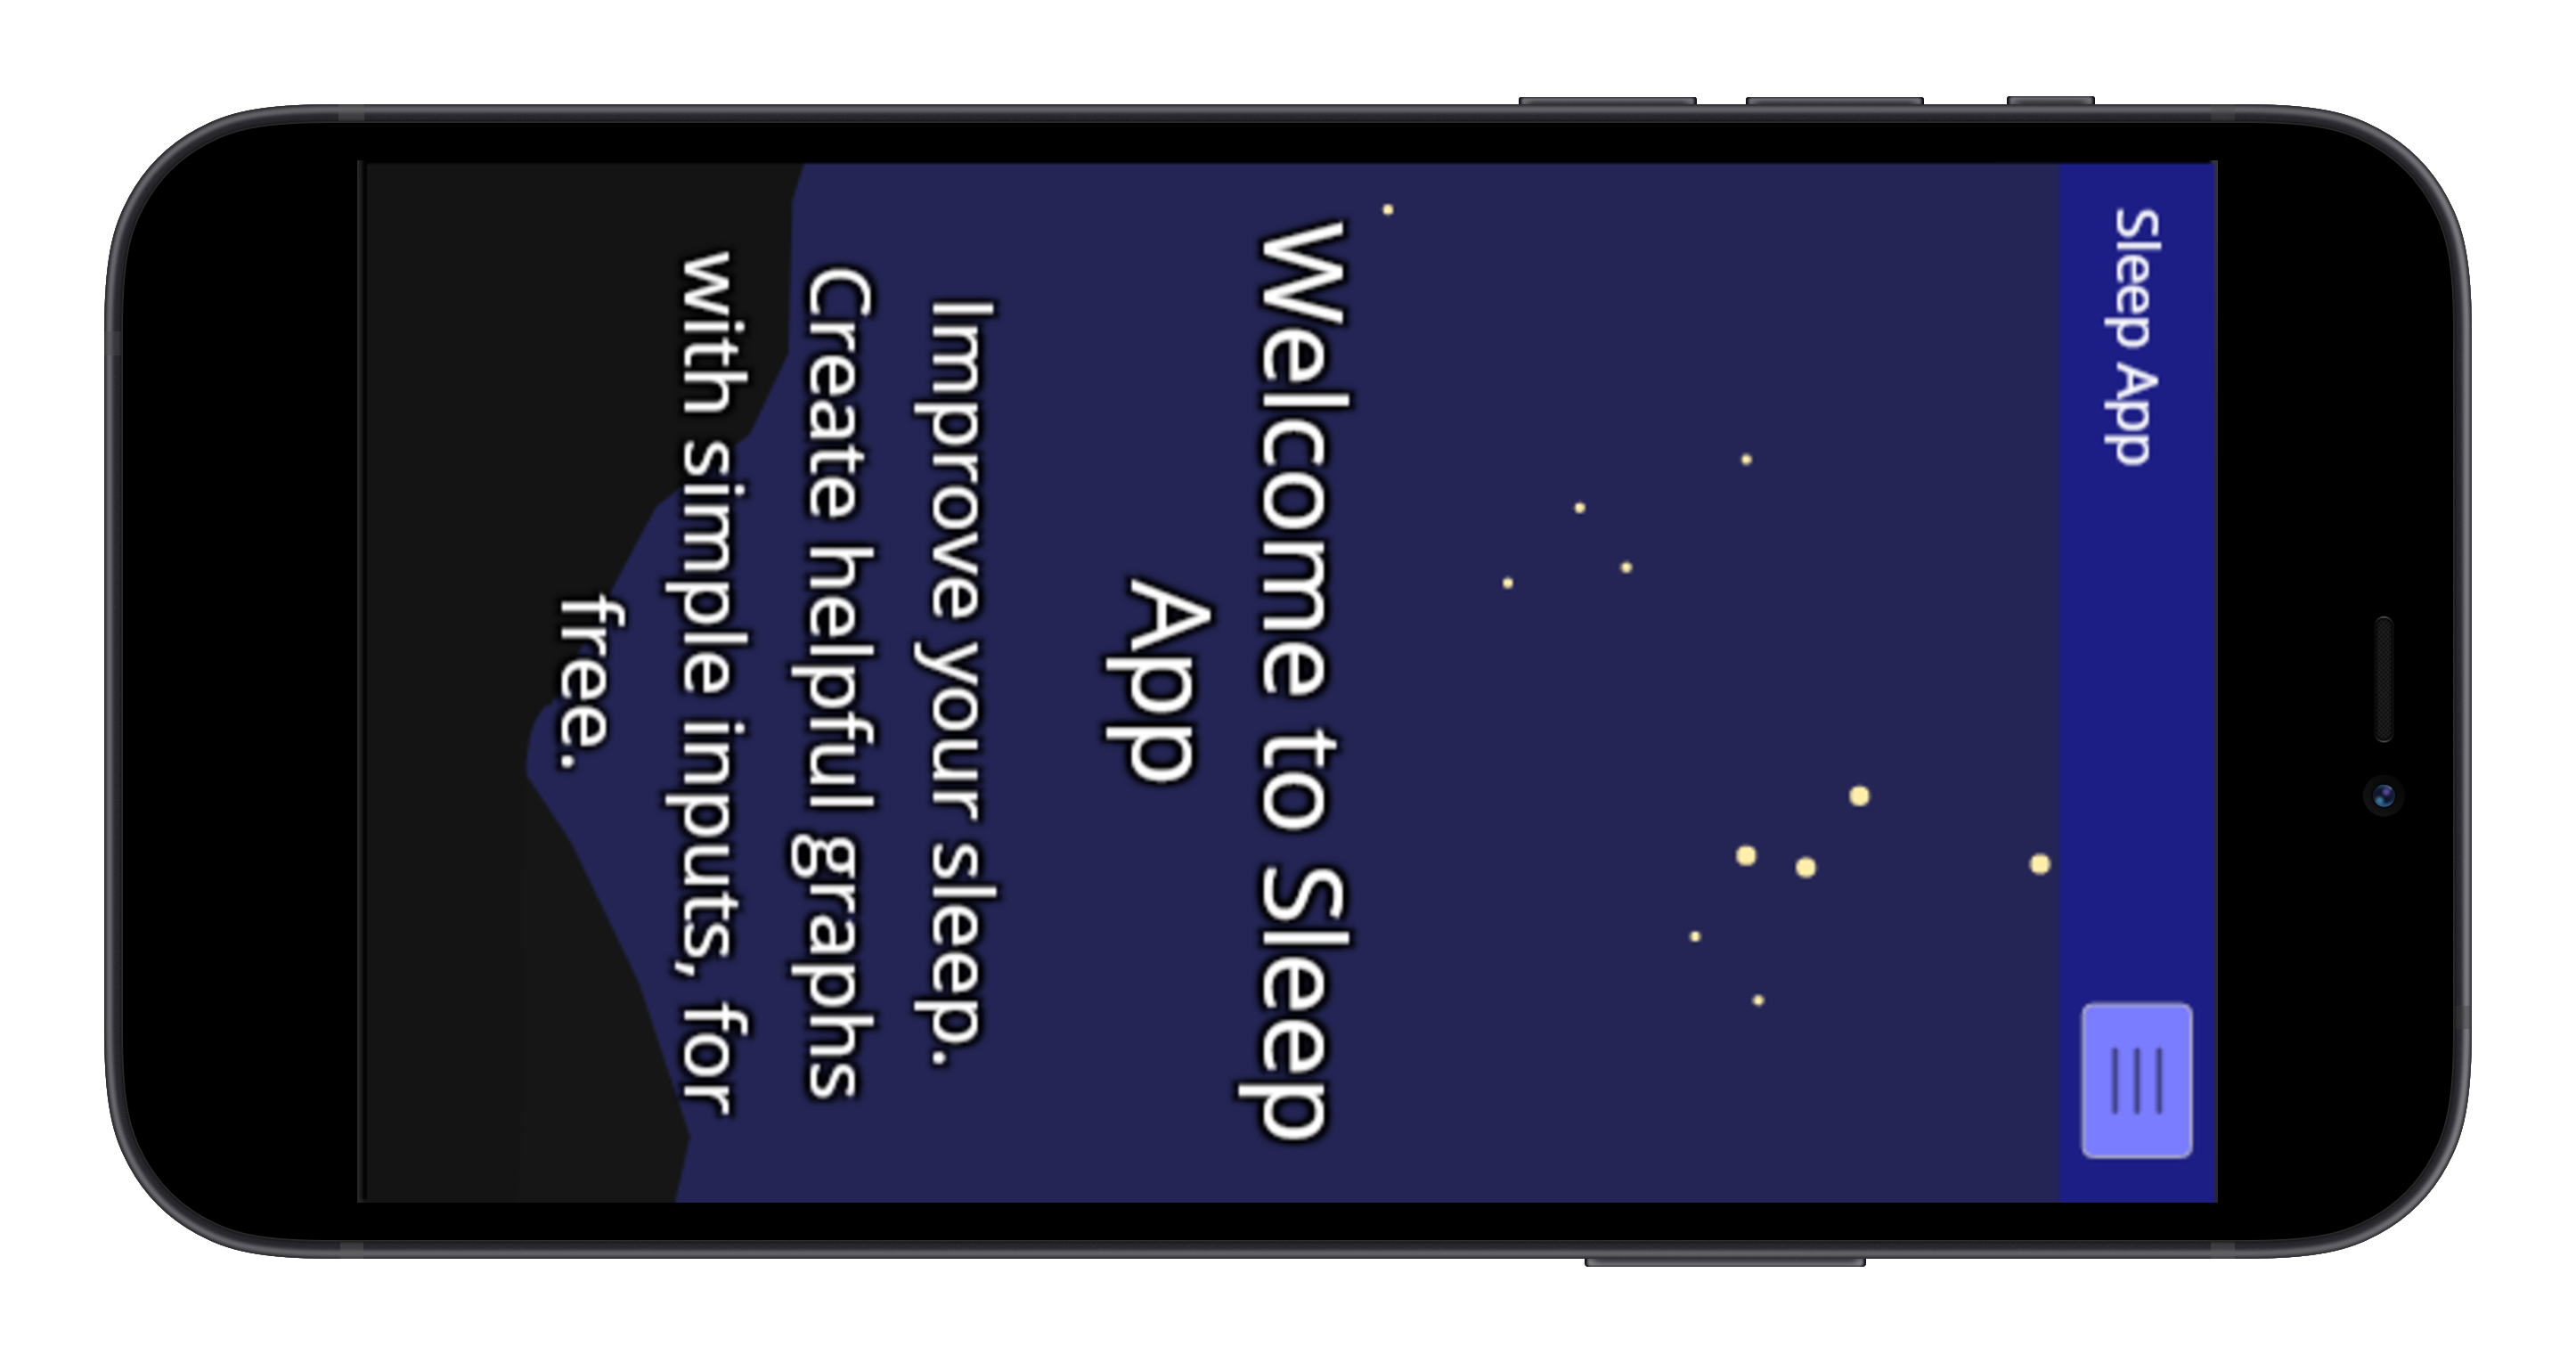 Sleep App
Welcome to Sleep
App
Improve your sleep.
Create helpful graphs
with simple inputs, for
free.